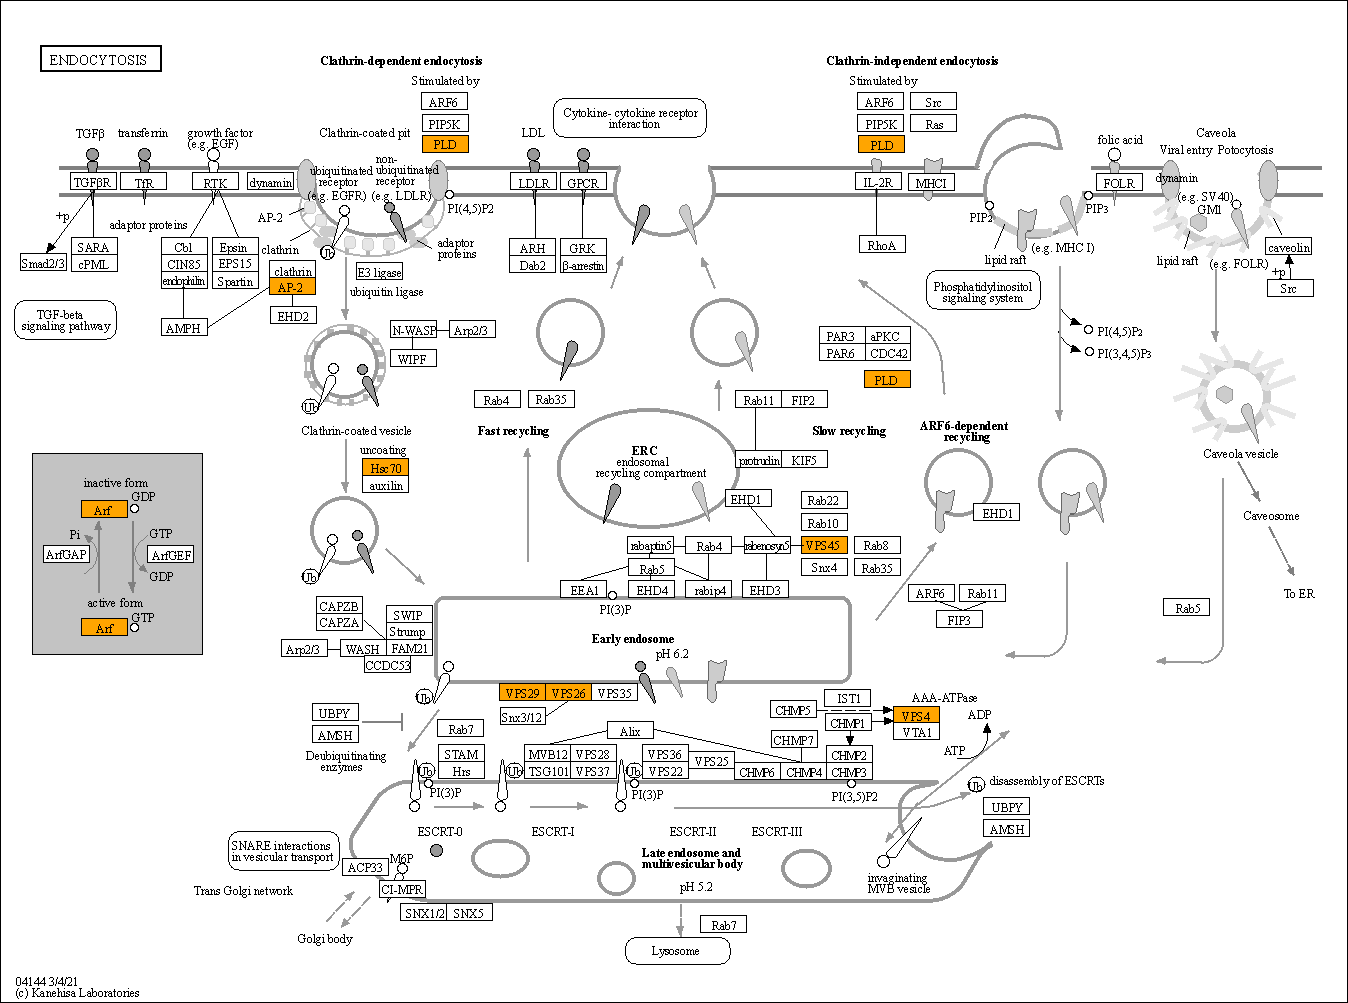 ENDOCYTOSIS
Clathrin-dependent endocytosis
Stimulated by
ARF6
PIP5K
PLD
Clathrin-independent endocytosis
Stimulated by
ARF6
Src
PIP5K
Ras
PLD
Cytokine- cytokine receptor
interaction
TGFβ
transferrin
growth factor
(e.g. EGF)
Clathrin-coated pit
LDL
folic acid
Caveola
Viral entry
Potocytosis
TGFβR
TfR
RTK
dynamin
ubiquitinated
receptor
(e.g. EGFR)
non-
ubiquitinated
receptor
(e.g. LDLR)
PI(4,5)P2
LDLR
GPCR
IL-2R
MHCI
FOLR
dynamin
(e.g. SV40)
GM1
PIP2
PIP3
+p
adaptor proteins
AP-2
clathrin
Ub
adaptor
proteins
Smad2/3
SARA
cPML
Cbl
CIN85
endophilin
Epsin
EPS15
Spartin
clathrin
AP-2
EHD2
AMPH
E3 ligase
ubiquitin ligase
ARH
Dab2
GRK
β-arrestin
RhoA
lipid raft
(e.g. MHC I)
lipid raft
(e.g. FOLR)
caveolin
+p
Src
TGF-beta
signaling pathway
Phosphatidylinositol
signaling system
PI(4,5)P2
PI(3,4,5)P3
N-WASP
Arp2/3
WIPF
PAR3
aPKC
PAR6
CDC42
PLD
Ub
Rab4
Rab35
Rab11
FIP2
Clathrin-coated vesicle
Fast recycling
Slow recycling
ARF6-dependent
recycling
ERC
endosomal
recycling compartment
protrudin
KIF5
Caveola vesicle
uncoating
Hsc70
auxilin
inactive form
Arf
GDP
Pi
GTP
ArfGAP
ArfGEF
GDP
active form
Arf
GTP
EHD1
Rab22
Rab10
EHD1
Caveosome
rabaptin5
Rab4
rabenosyn5
VPS45
Rab8
Rab5
Snx4
Rab35
Ub
EEA1
EHD4
rabip4
EHD3
PI(3)P
ARF6
Rab11
FIP3
To ER
Rab5
CAPZB
CAPZA
SWIP
Strump
Arp2/3
WASH
FAM21
CCDC53
Early endosome
pH 6.2
Ub
VPS29
VPS26
VPS35
Snx3/12
UBPY
AMSH
Deubiquitinating
enzymes
Rab7
Alix
IST1
CHMP5
CHMP1
AAA-ATPase
VPS4
VTA1
ADP
ATP
CHMP7
STAM
Hrs
MVB12
VPS28
TSG101
VPS37
VPS36
VPS22
VPS25
CHMP6
CHMP4
CHMP2
CHMP3
Ub
Ub
Ub
PI(3)P
PI(3)P
PI(3,5)P2
Ub
disassembly of ESCRTs
UBPY
AMSH
ESCRT-0
ESCRT-I
ESCRT-II
ESCRT-III
SNARE interactions
in vesicular transport
ACP33
M6P
CI-MPR
Late endosome and
multivesicular body
pH 5.2
invaginating
MVB vesicle
Trans Golgi network
SNX1/2
SNX5
Golgi body
Rab7
Lysosome
04144 3/4/21
(c) Kanehisa Laboratories